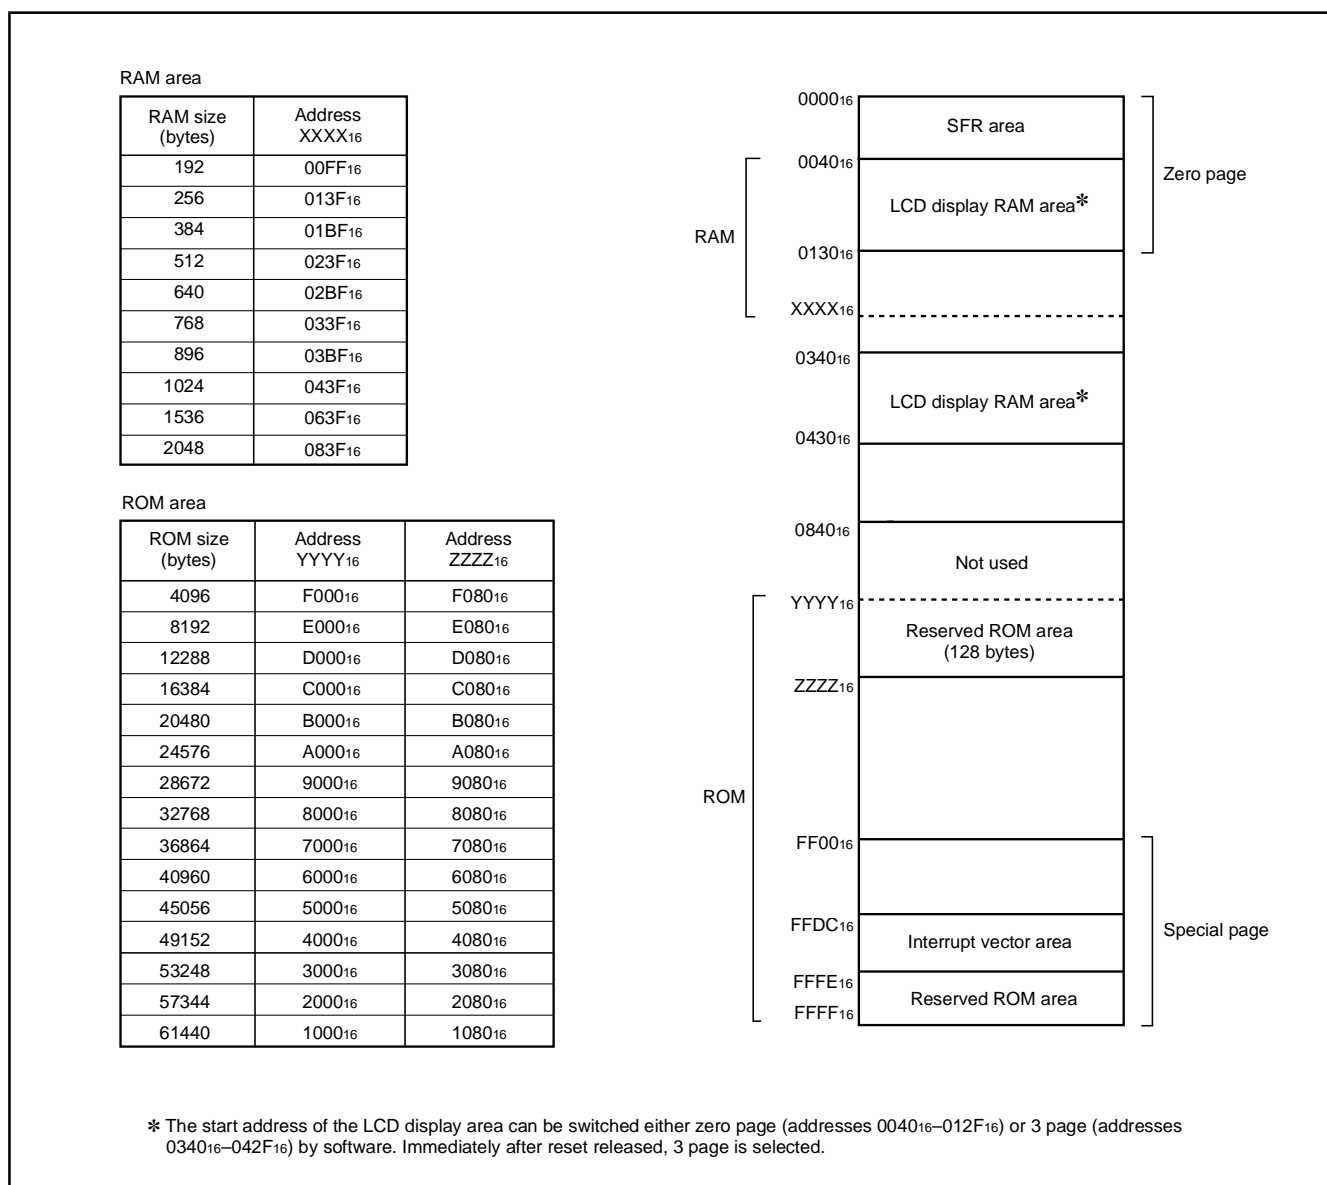 RAM area
RAM size (bytes) Address XXXX16
192 00FF16
256 013F16
384 01BF16
512 023F16
640 02BF16
768 033F16
896 03BF16
1024 043F16
1536 063F16
2048 083F16
ROM area
ROM size (bytes) Address YYYY16 Address ZZZZ16
4096 F00016 F08016
8192 E00016 E08016
12288 D00016 D08016
16384 C00016 C08016
20480 B00016 B08016
24576 A00016 A08016
28672 900016 908016
32768 800016 808016
36864 700016 708016
40960 600016 608016
45056 500016 508016
49152 400016 408016
53248 300016 308016
57344 200016 208016
61440 100016 108016
000016
SFR area
004016
Zero page
LCD display RAM area*
RAM
013016
XXXX16
034016
LCD display RAM area*
043016
084016
Not used
YYYY16
Reserved ROM area
(128 bytes)
ZZZZ16
ROM
FF0016
FFDC16
Special page
Interrupt vector area
FFFE16
Reserved ROM area
FFFF16
* The start address of the LCD display area can be switched either zero page (addresses 004016–012F16) or 3 page (addresses
034016–042F16) by software. Immediately after reset released, 3 page is selected.